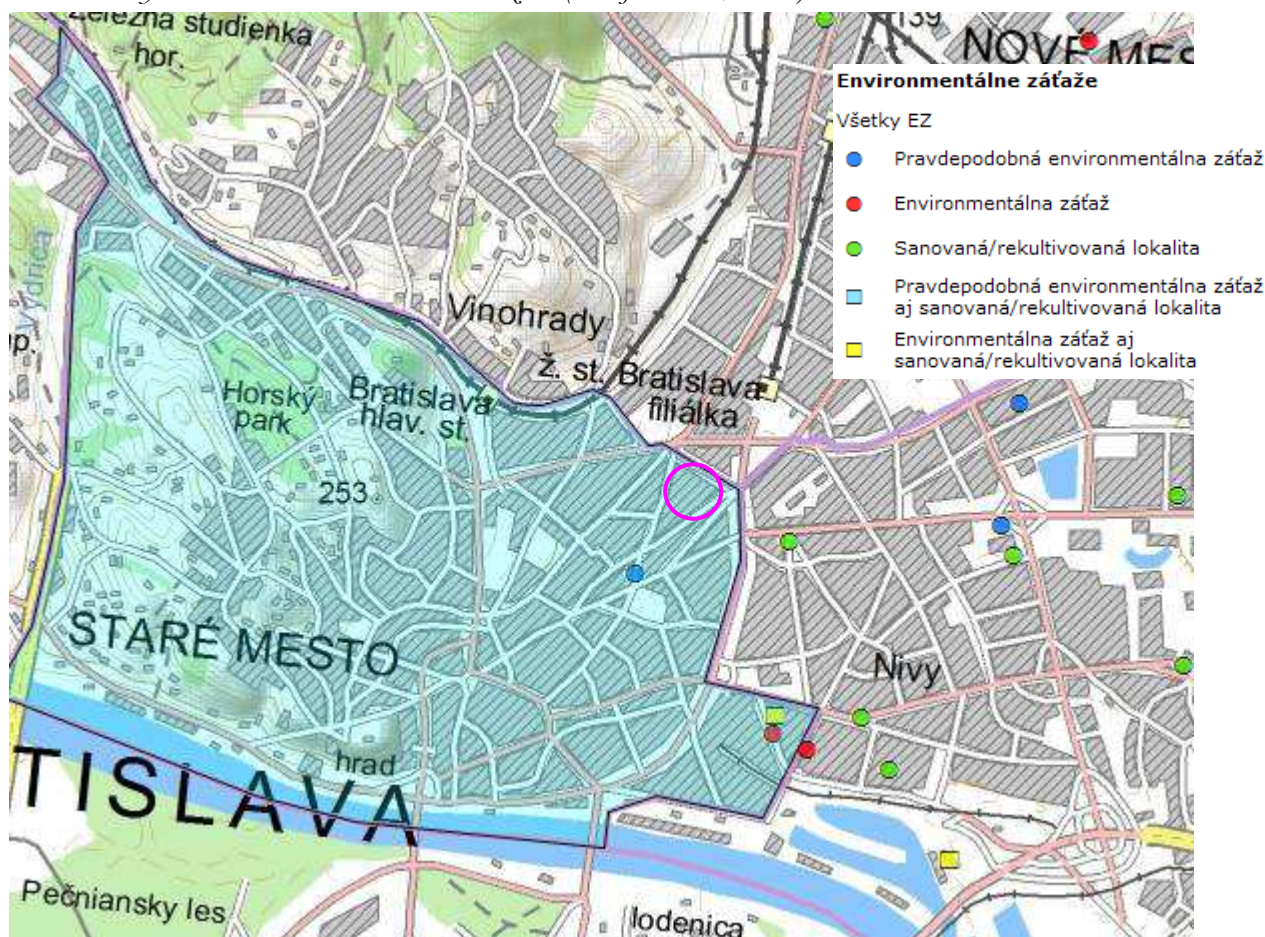 Železná studienka
hor.
139
NOVÉ MES
Environmentálne záťaže
Všetky EZ
Pravdepodobná environmentálna záťaž
Environmentálna záťaž
Sanovaná/rekultivovaná lokalita
Pravdepodobná environmentálna záťaž
aj sanovaná/rekultivovaná lokalita
Environmentálna záťaž aj
sanovaná/rekultivovaná lokalita
Vydrica
p.
Vinohrady
ž. st. Bratislava
filiálka
Horský
park
Bratislava
hlav. st.
253
STARÉ MESTO
Nivy
hrad
TISLAVA
Pečniansky les
lodenica